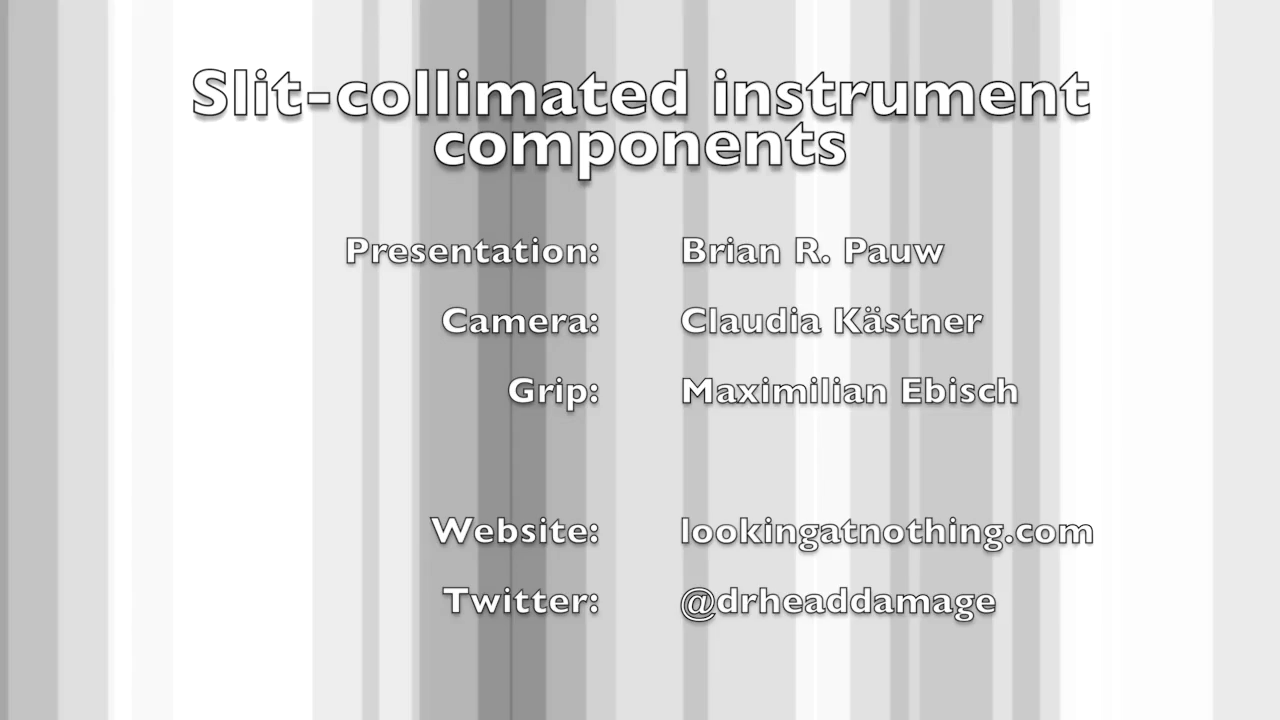 Slit-collimated instrument
components
Presentation: Brian R. Pauw
Camera: Claudia Kästner
Grip: Maximilian Ebisch
Website: lookingatnothing.com
Twitter: @drheaddamage